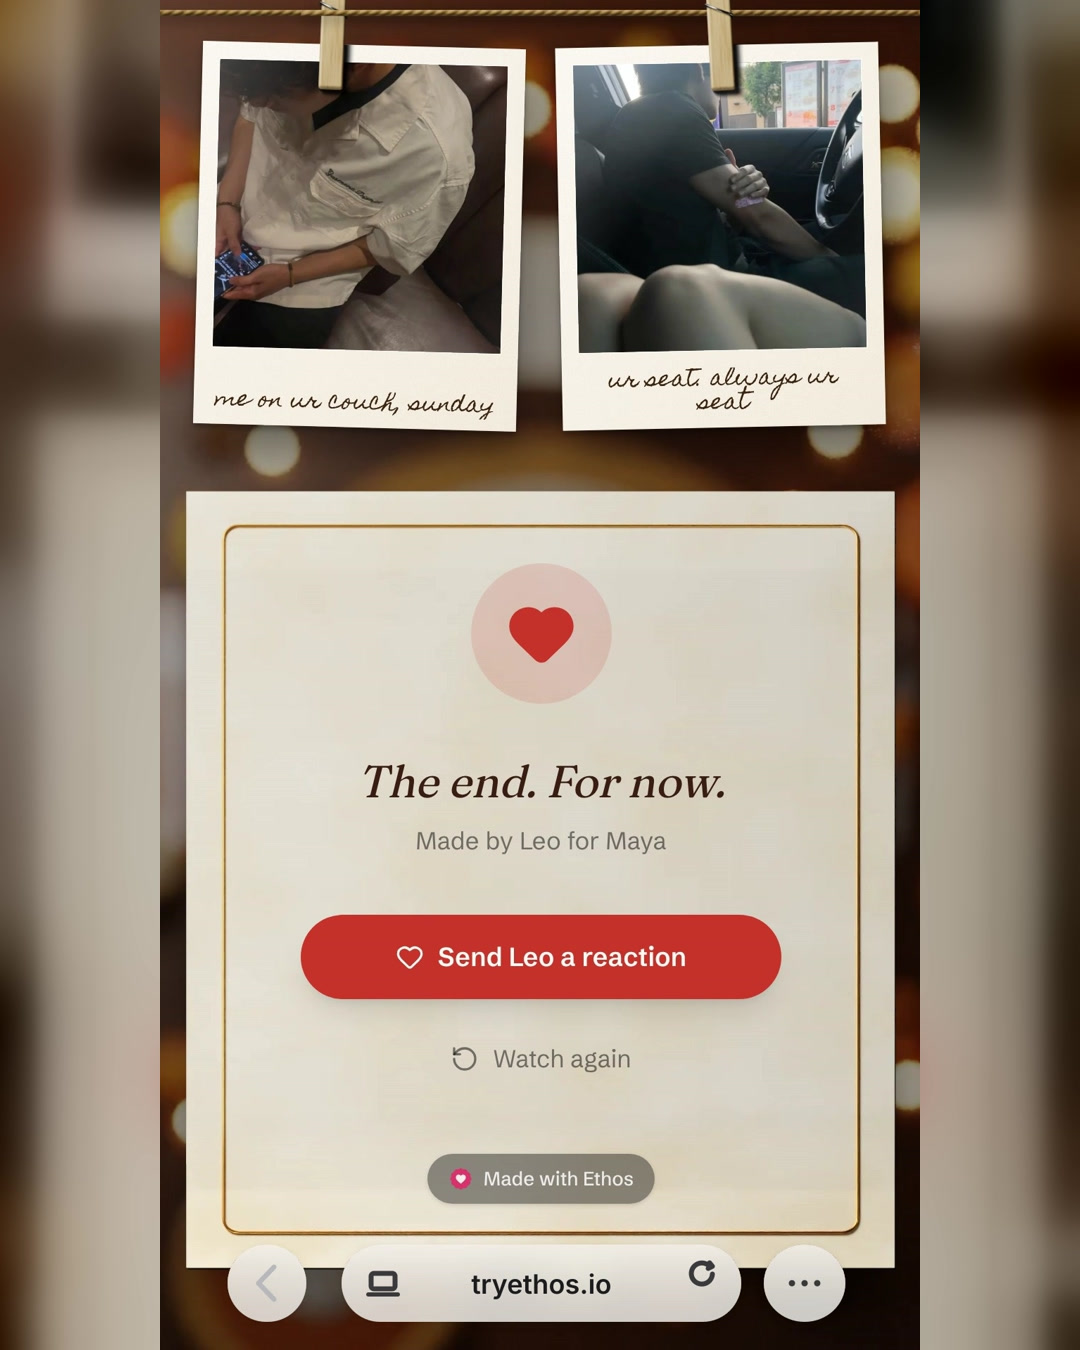 me on ur couch, sunday
ur seat. always ur
seat
The end. For now.
Made by Leo for Maya
Send Leo a reaction
Watch again
Made with Ethos
tryethos.io